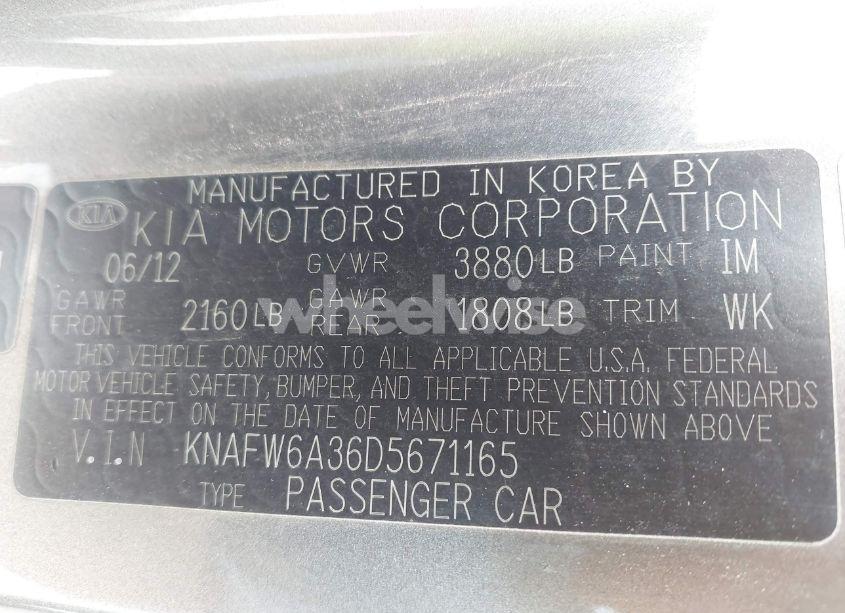 MANUFACTURED IN KOREA BY
KIA KIA MOTORS CORPORATION
06/12 GVWR 3880LB PAINT IM
GAWR FRONT 2160LB GAWR REAR 1808LB TRIM WK
wheelwise
THIS VEHICLE CONFORMS TO ALL APPLICABLE U.S.A. FEDERAL
MOTOR VEHICLE SAFETY, BUMPER, AND THEFT PREVENTION STANDARDS
IN EFFECT ON THE DATE OF MANUFACTURE SHOWN ABOVE
V.I.N KNAFW6A36D5671165
TYPE PASSENGER CAR